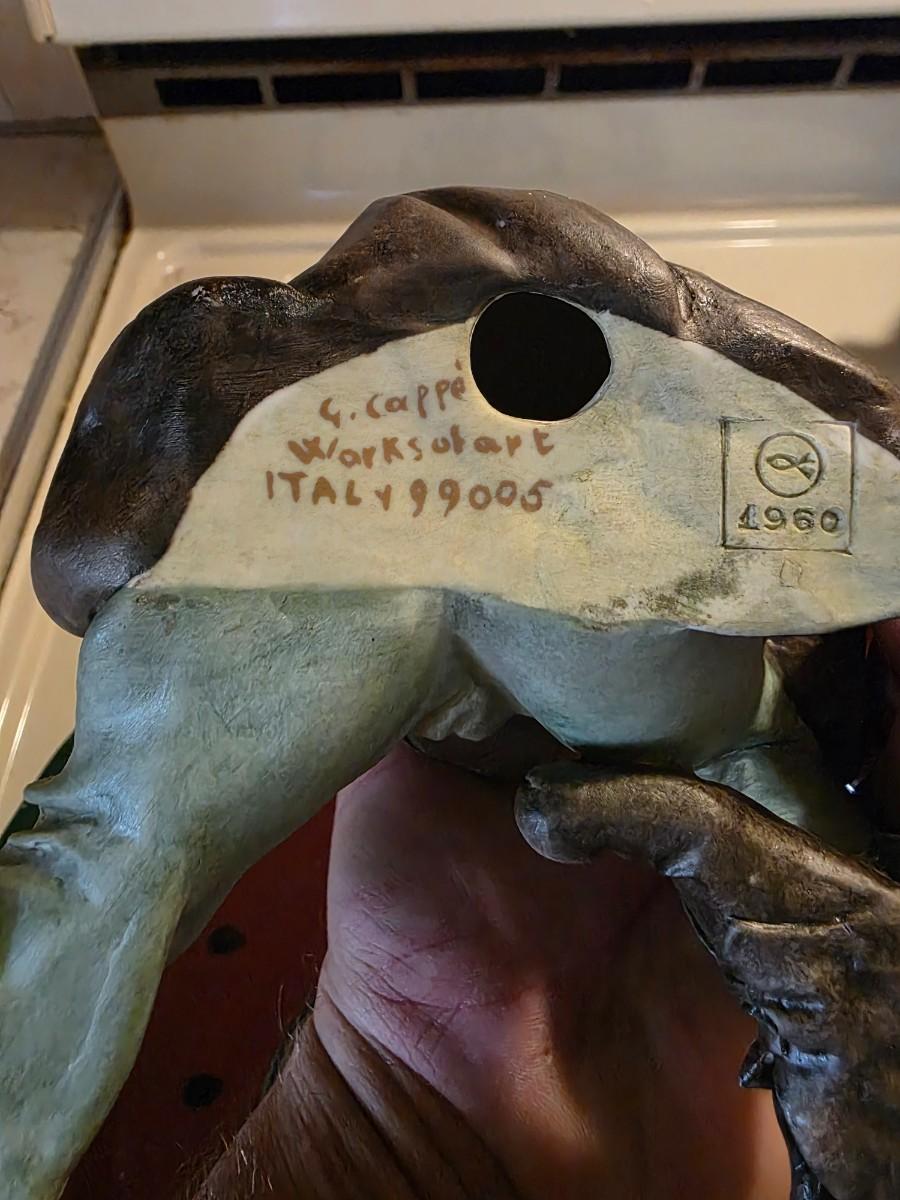 G. Cappé
Worksofart
ITALY 99005
1960